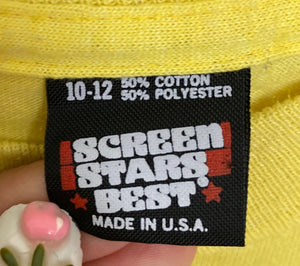 10-12 50% COTTON
50% POLYESTER
SCREEN
STARS
BEST
MADE IN U.S.A.